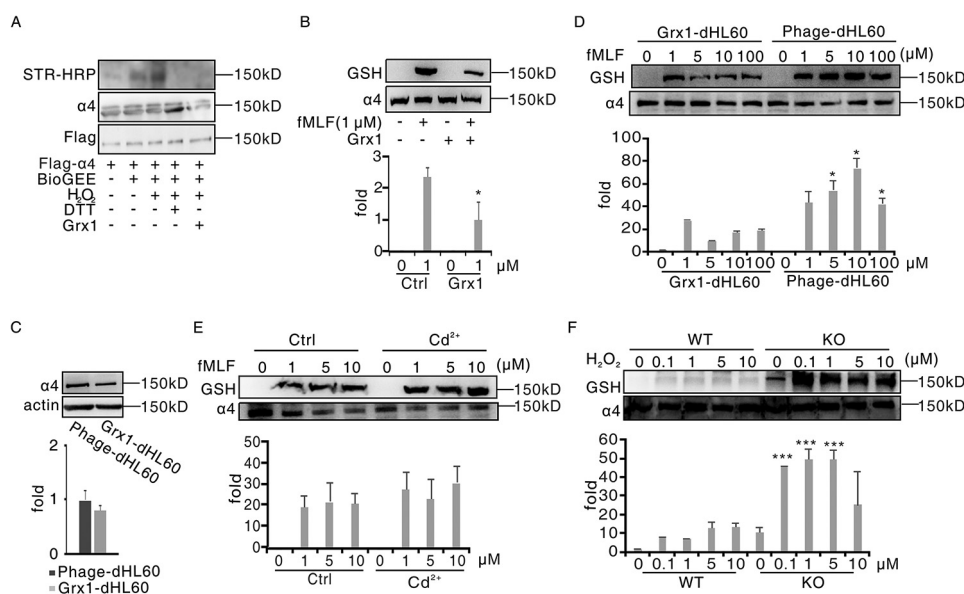 A
STR-HRP 150kD
α4 150kD
Flag 150kD
Flag-α4 + + + + +
BioGEE - + + + +
H₂O₂ - - + + +
DTT - - - + -
Grx1 - - - - +
B
GSH 150kD
α4 150kD
fMLF(1 μM) - + - +
Grx1 - - + +
3
2
1
0
fold
*
0 1 0 1 μM
Ctrl Grx1
D
Grx1-dHL60 Phage-dHL60
fMLF 0 1 5 10 100 0 1 5 10 100 (μM)
GSH 150kD
α4 150kD
100
80
60
40
20
0
fold
* * *
0 1 5 10 100 0 1 5 10 100 μM
Grx1-dHL60 Phage-dHL60
C
α4 150kD
actin 150kD
Phage-dHL60
Grx1-dHL60
2
1
0
fold
Phage-dHL60
Grx1-dHL60
E
Ctrl Cd²⁺
fMLF 0 1 5 10 0 1 5 10 (μM)
GSH 150kD
α4 150kD
50
40
30
20
10
0
fold
0 1 5 10 0 1 5 10 μM
Ctrl Cd²⁺
F
WT KO
H₂O₂ 0 0.1 1 5 10 0 0.1 1 5 10 (μM)
GSH 150kD
α4 150kD
60
50
40
30
20
10
0
fold
*** *** ***
0 0.1 1 5 10 0 0.1 1 5 10 μM
WT KO